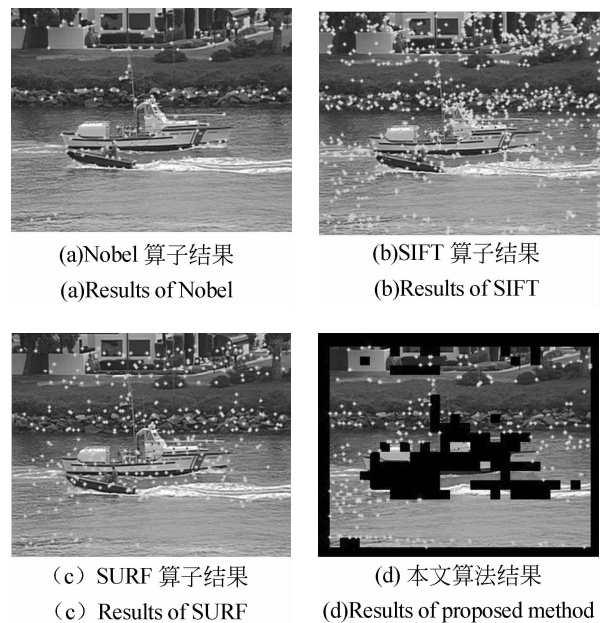 (a)Nobel 算子结果
(a)Results of Nobel
(b)SIFT 算子结果
(b)Results of SIFT
（c）SURF 算子结果
（c）Results of SURF
(d) 本文算法结果
(d)Results of proposed method